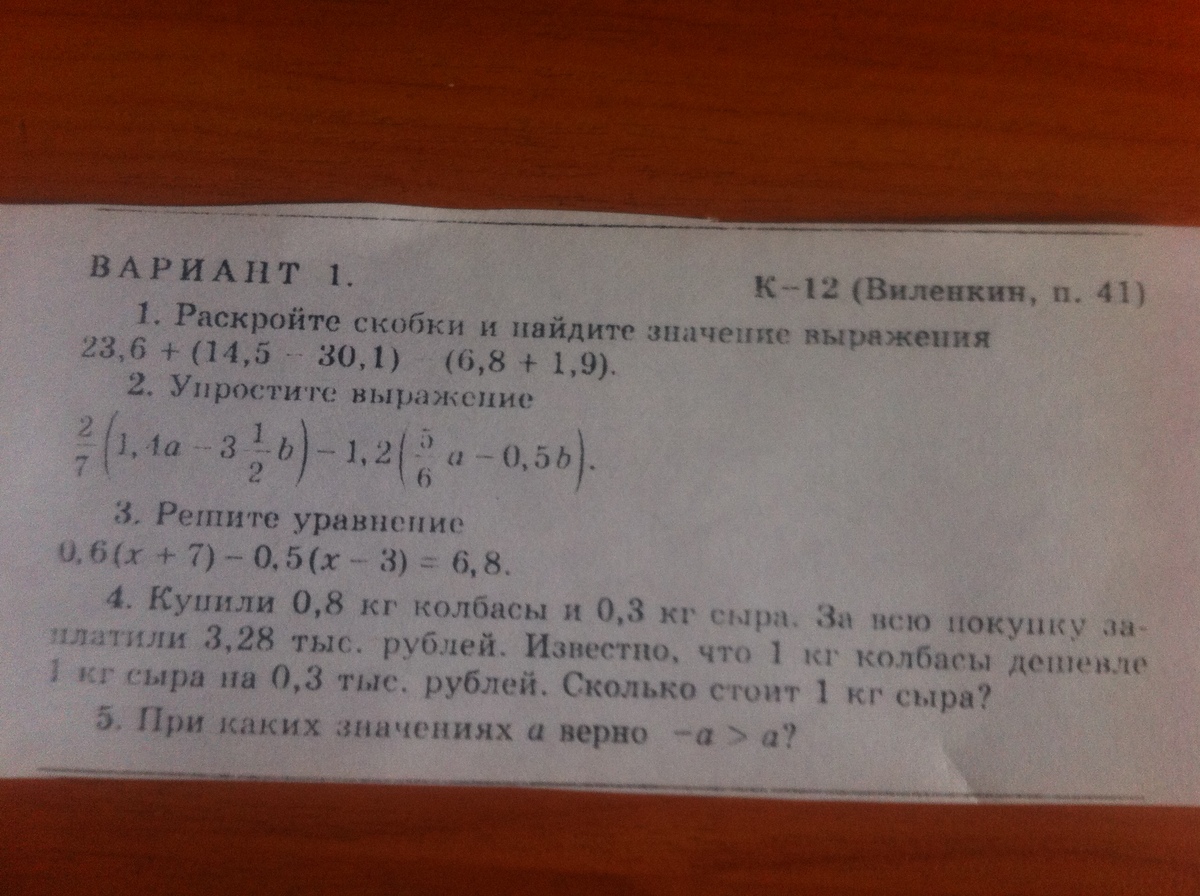 ВАРИАНТ 1.
К-12 (Виленкин, п. 41)
1. Раскройте скобки и найдите значение выражения
23,6 + (14,5 - 30,1) - (6,8 + 1,9).
2. Упростите выражение
2/7 (1,4a - 3 1/2 b) - 1,2 (5/6 a - 0,5b).
3. Решите уравнение
0,6(x + 7) - 0,5(x - 3) = 6,8.
4. Купили 0,8 кг колбасы и 0,3 кг сыра. За всю покупку за-
платили 3,28 тыс. рублей. Известно, что 1 кг колбасы дешевле
1 кг сыра на 0,3 тыс. рублей. Сколько стоит 1 кг сыра?
5. При каких значениях a верно -a > a?